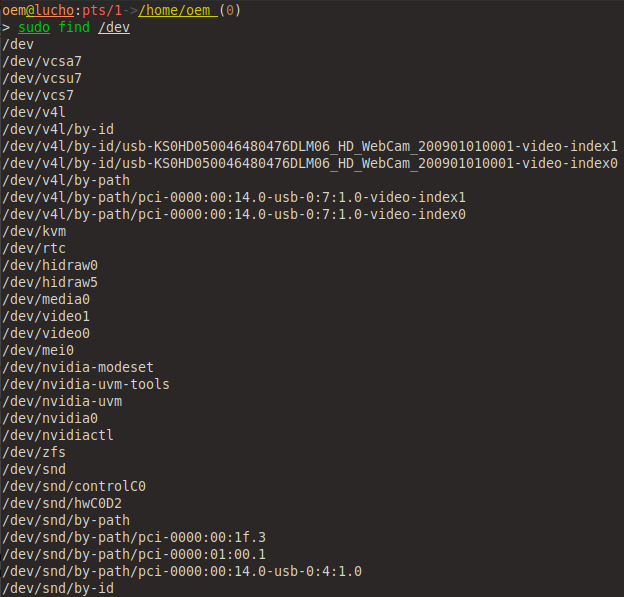 oem@lucho:pts/1->/home/oem (0)
> sudo find /dev
/dev
/dev/vcsa7
/dev/vcsu7
/dev/vcs7
/dev/v4l
/dev/v4l/by-id
/dev/v4l/by-id/usb-KS0HD050046480476DLM06_HD_WebCam_200901010001-video-index1
/dev/v4l/by-id/usb-KS0HD050046480476DLM06_HD_WebCam_200901010001-video-index0
/dev/v4l/by-path
/dev/v4l/by-path/pci-0000:00:14.0-usb-0:7:1.0-video-index1
/dev/v4l/by-path/pci-0000:00:14.0-usb-0:7:1.0-video-index0
/dev/kvm
/dev/rtc
/dev/hidraw0
/dev/hidraw5
/dev/media0
/dev/video1
/dev/video0
/dev/mei0
/dev/nvidia-modeset
/dev/nvidia-uvm-tools
/dev/nvidia-uvm
/dev/nvidia0
/dev/nvidiactl
/dev/zfs
/dev/snd
/dev/snd/controlC0
/dev/snd/hwC0D2
/dev/snd/by-path
/dev/snd/by-path/pci-0000:00:1f.3
/dev/snd/by-path/pci-0000:01:00.1
/dev/snd/by-path/pci-0000:00:14.0-usb-0:4:1.0
/dev/snd/by-id